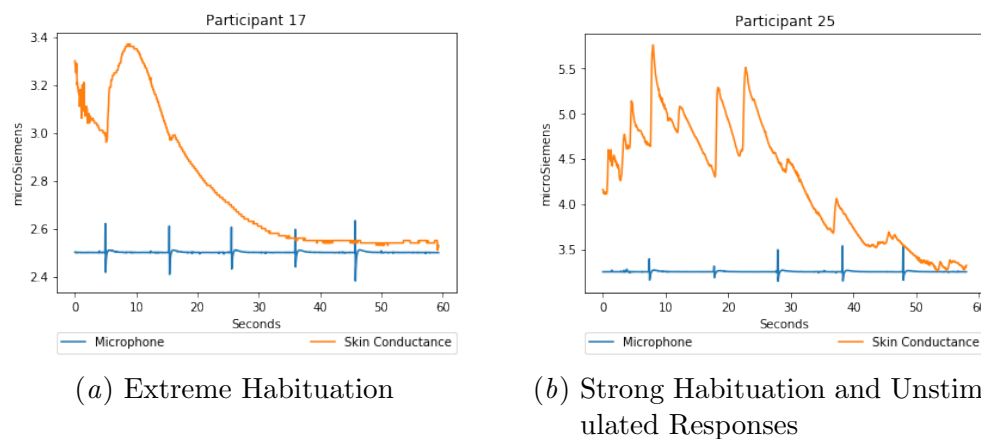 Participant 17
3.4
3.2
3.0
2.8
2.6
2.4
microSiemens
0 10 20 30 40 50 60
Seconds
Microphone Skin Conductance
(a) Extreme Habituation
Participant 25
5.5
5.0
4.5
4.0
3.5
microSiemens
0 10 20 30 40 50 60
Seconds
Microphone Skin Conductance
(b) Strong Habituation and Unstim
ulated Responses